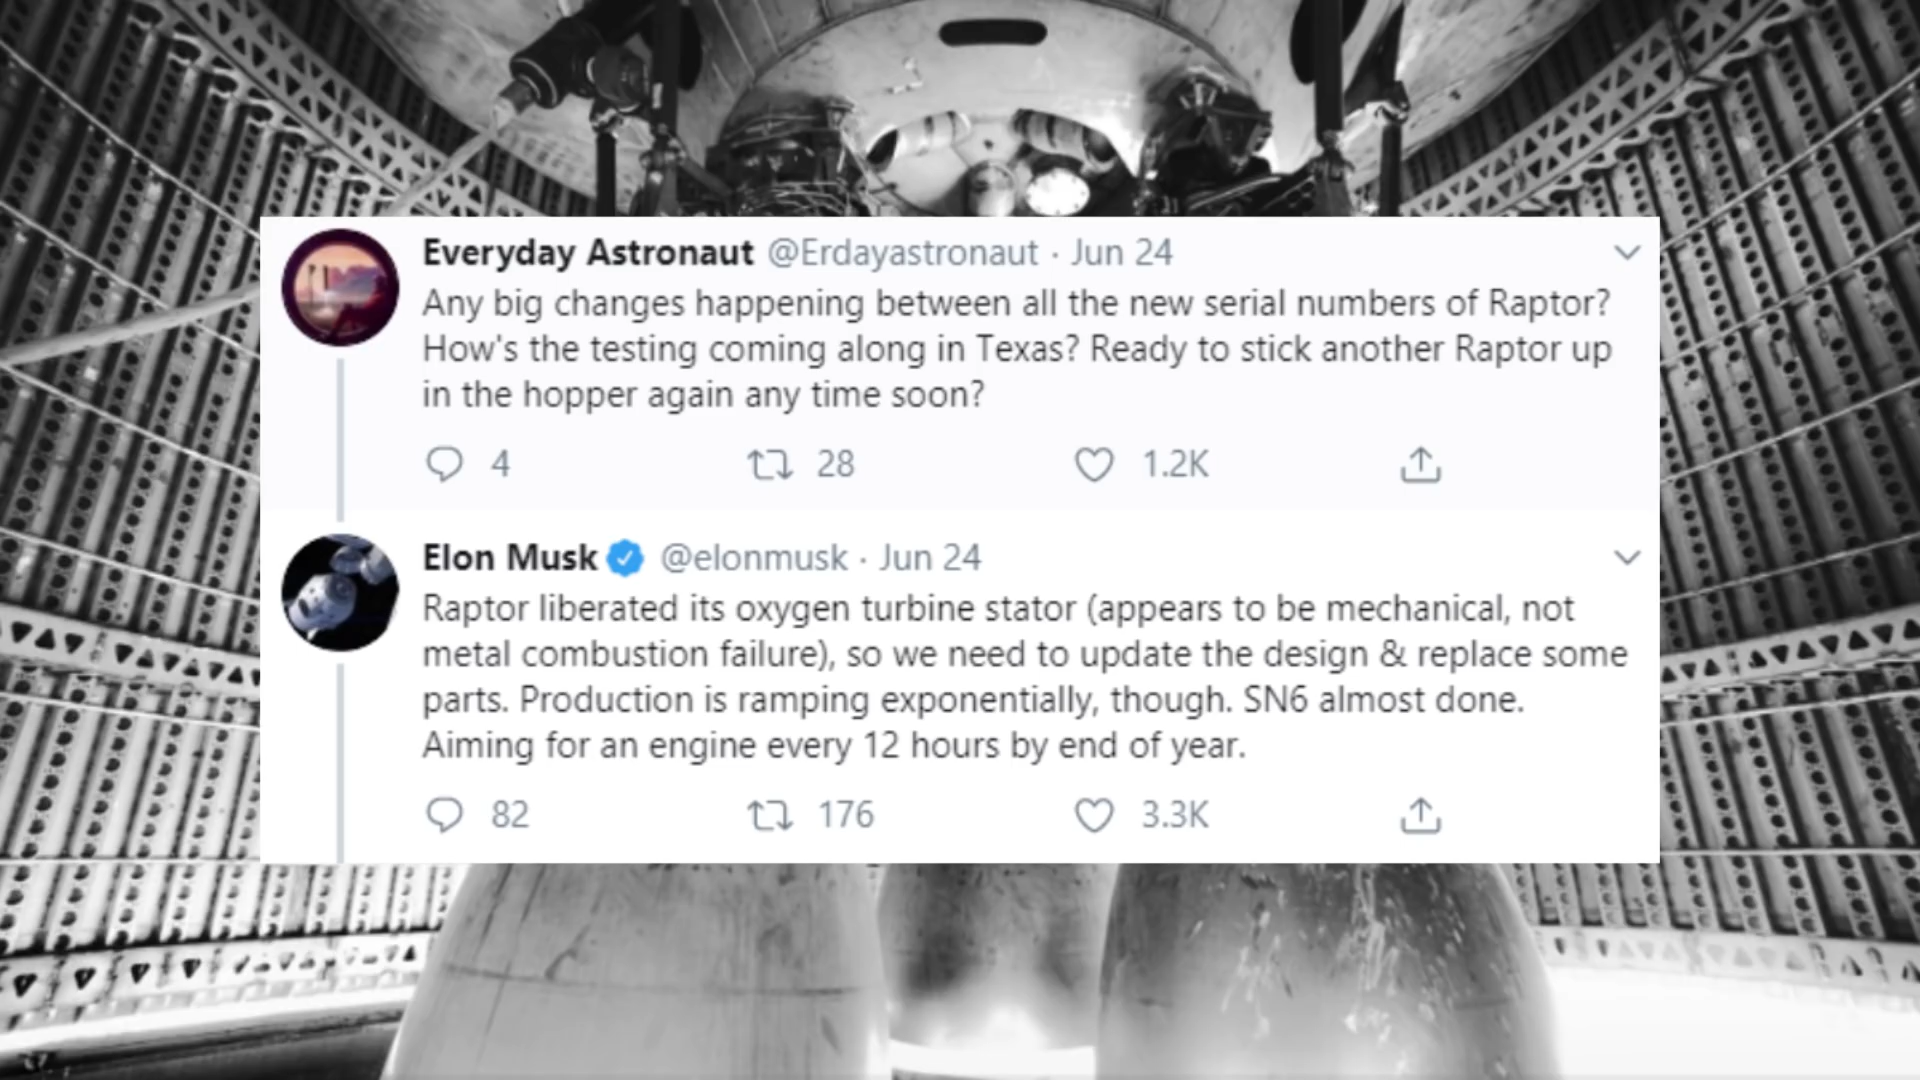 Everyday Astronaut @Erdayastronaut · Jun 24
Any big changes happening between all the new serial numbers of Raptor?
How's the testing coming along in Texas? Ready to stick another Raptor up
in the hopper again any time soon?
4 28 1.2K
Elon Musk @elonmusk · Jun 24
Raptor liberated its oxygen turbine stator (appears to be mechanical, not
metal combustion failure), so we need to update the design & replace some
parts. Production is ramping exponentially, though. SN6 almost done.
Aiming for an engine every 12 hours by end of year.
82 176 3.3K